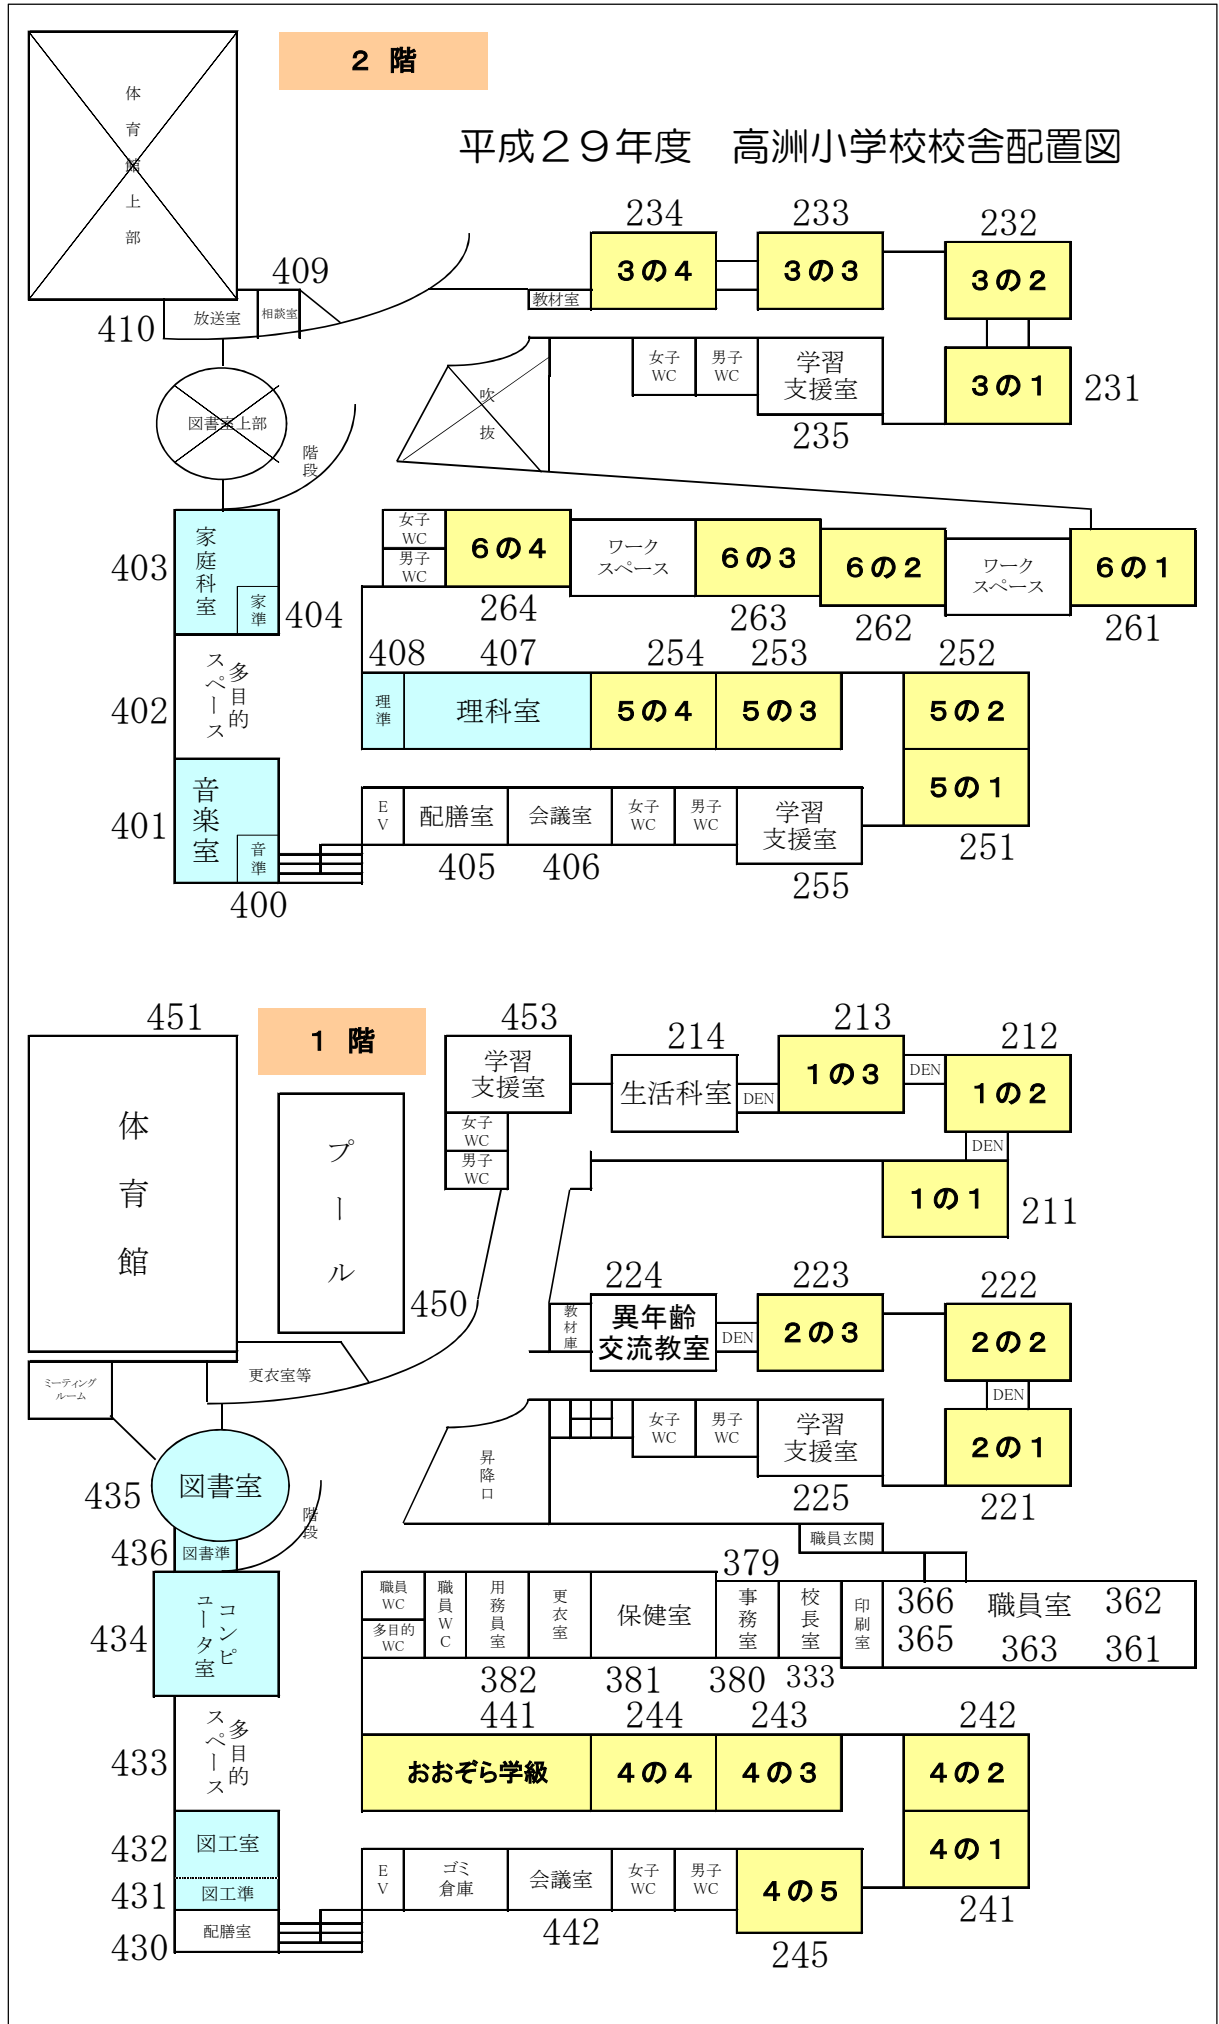 2 階
平成29年度 高洲小学校校舎配置図
体育館上部
409
410
放送室
相談室
234
233
232
3の4
3の3
3の2
教材室
女子
WC
男子
WC
学習
支援室
3の1
231
235
図書室上部
階段
吹抜
403
家庭科室
家準
404
女子
WC
男子
WC
6の4
ワーク
スペース
6の3
6の2
ワーク
スペース
6の1
264
263
262
261
402
多目的
スペース
408
407
254
253
252
理準
理科室
5の4
5の3
5の2
401
音楽室
音準
400
EV
配膳室
会議室
女子
WC
男子
WC
学習
支援室
5の1
405
406
255
251
1 階
451
453
214
213
212
体育館
プール
450
学習
支援室
女子
WC
男子
WC
生活科室
DEN
1の3
DEN
1の2
DEN
1の1
211
224
223
222
教材庫
異年齢
交流教室
DEN
2の3
2の2
DEN
ミーティング
ルーム
更衣室等
昇降口
女子
WC
男子
WC
学習
支援室
2の1
225
221
435
図書室
階段
436
図書準
職員玄関
379
434
コンピュータ室
職員
WC
多目的
WC
職員WC
用務員室
更衣室
保健室
事務室
校長室
印刷室
366
職員室
362
365
363
361
382
381
380
333
433
多目的
スペース
441
244
243
242
おおぞら学級
4の4
4の3
4の2
432
図工室
431
図工準
430
配膳室
EV
ゴミ
倉庫
会議室
女子
WC
男子
WC
4の5
4の1
442
245
241